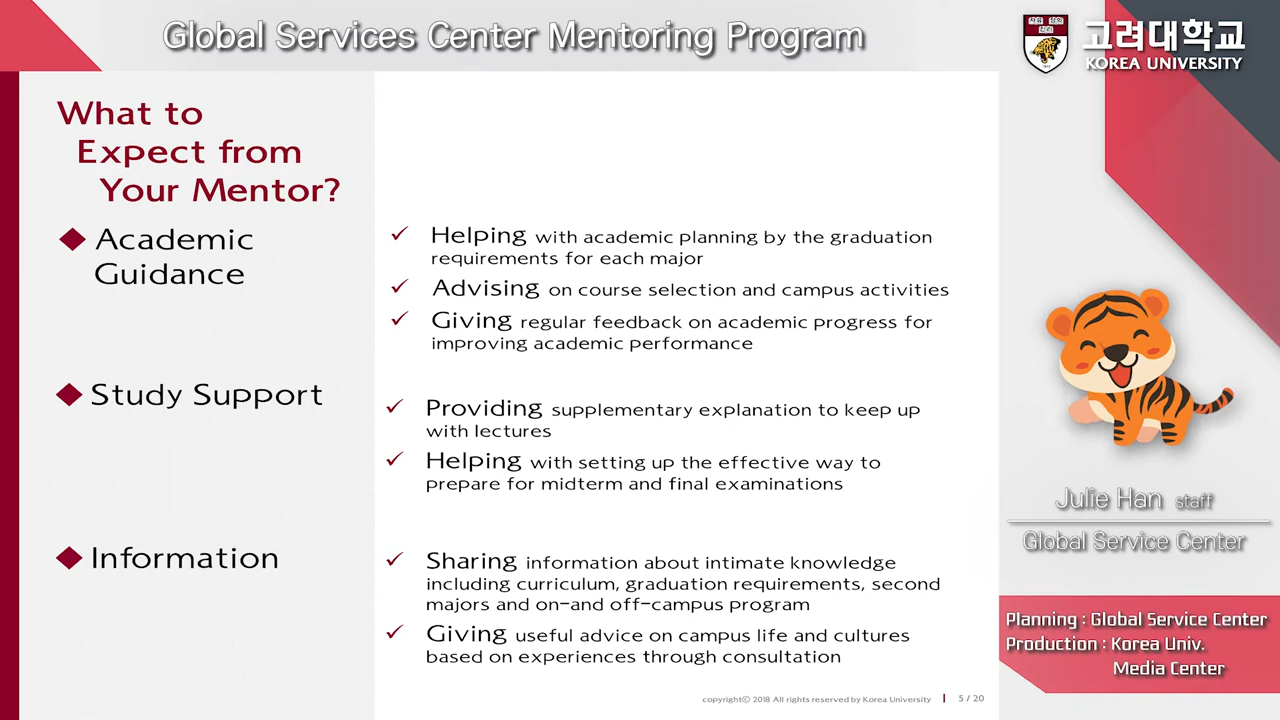 Global Services Center Mentoring Program
고려대학교
KOREA UNIVERSITY
What to
Expect from
Your Mentor?
Academic
Guidance
✓ Helping with academic planning by the graduation
requirements for each major
✓ Advising on course selection and campus activities
✓ Giving regular feedback on academic progress for
improving academic performance
Study Support
✓ Providing supplementary explanation to keep up
with lectures
✓ Helping with setting up the effective way to
prepare for midterm and final examinations
Information
✓ Sharing information about intimate knowledge
including curriculum, graduation requirements, second
majors and on-and off-campus program
✓ Giving useful advice on campus life and cultures
based on experiences through consultation
copyrightⓒ 2018 All rights reserved by Korea University | 5 / 20
Julie Han staff
Global Service Center
Planning : Global Service Center
Production : Korea Univ.
Media Center